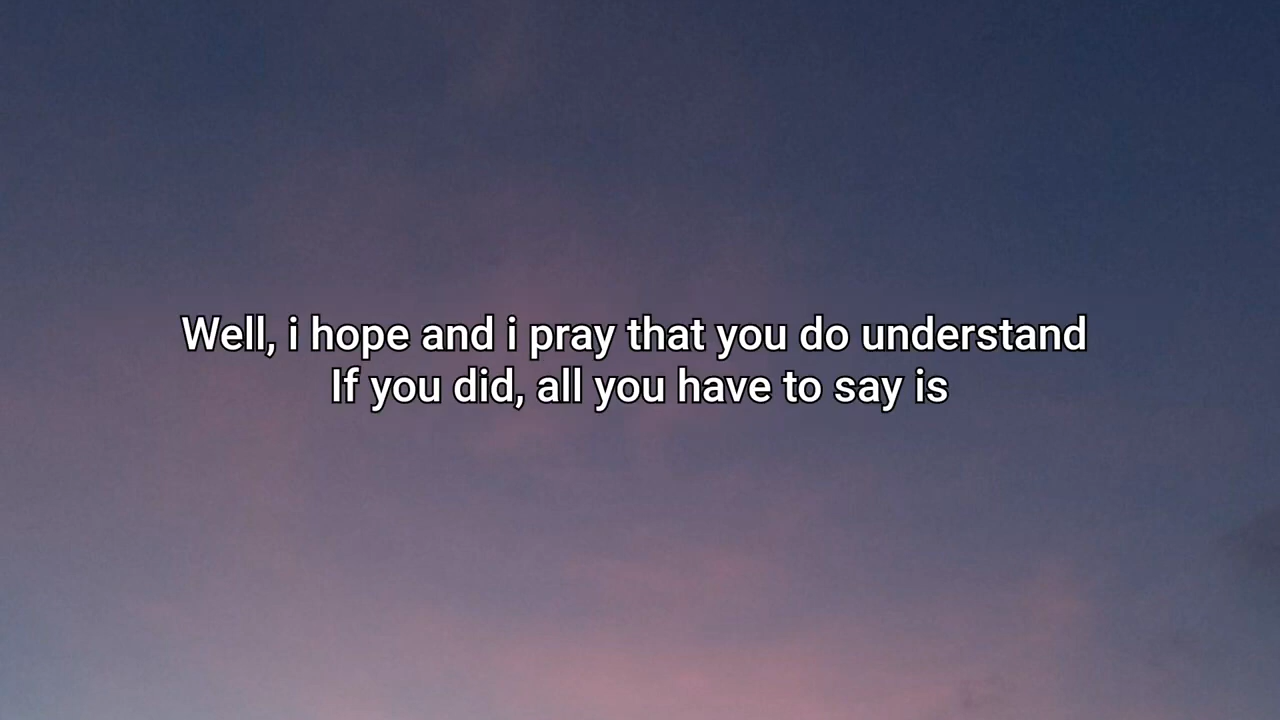 Well, i hope and i pray that you do understand
If you did, all you have to say is